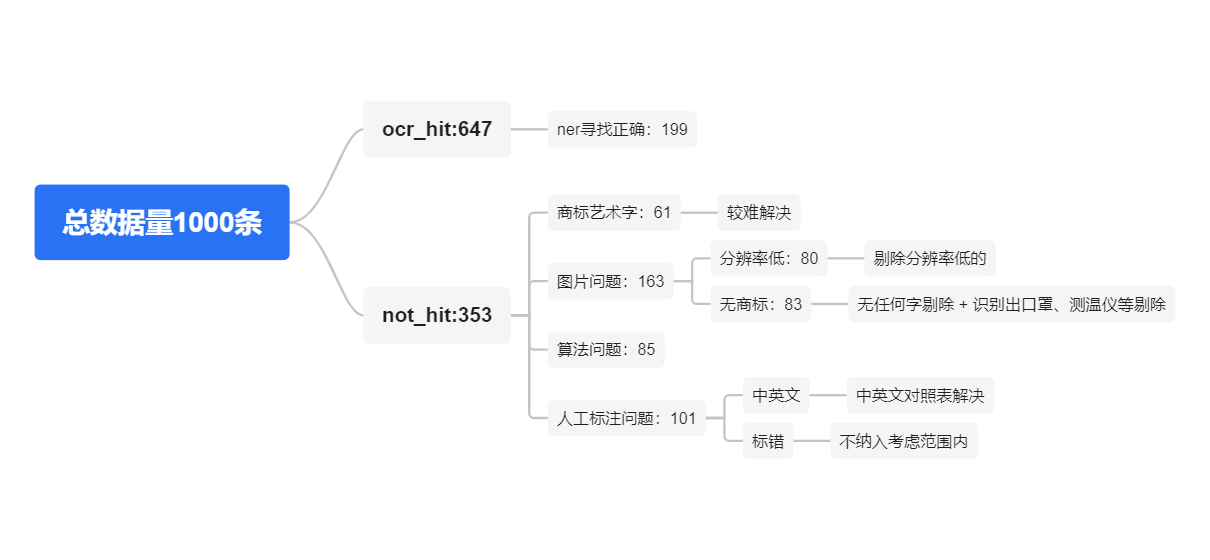 总数据量1000条
ocr_hit:647
ner寻找正确：199
not_hit:353
商标艺术字：61
较难解决
图片问题：163
分辨率低：80
剔除分辨率低的
无商标：83
无任何字剔除 + 识别出口罩、测温仪等剔除
算法问题：85
人工标注问题：101
中英文
中英文对照表解决
标错
不纳入考虑范围内